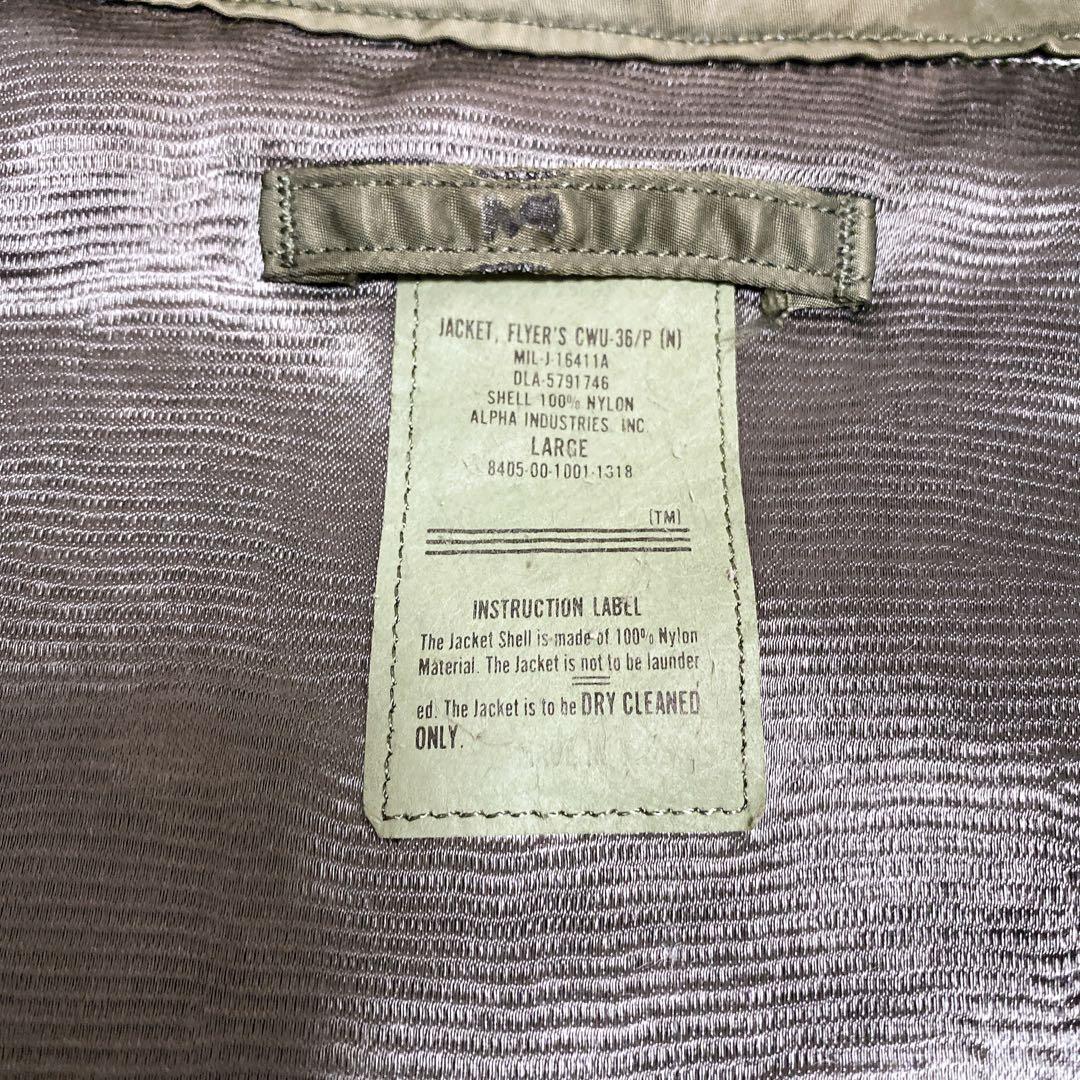 JACKET, FLYER'S CWU-36/P (N)
MIL-J-16411A
DLA-5791746
SHELL 100% NYLON
ALPHA INDUSTRIES, INC.
LARGE
8405-00-1001-1318
(TM)
INSTRUCTION LABEL
The Jacket Shell is made of 100% Nylon
Material. The Jacket is not to be launder
ed. The Jacket is to be DRY CLEANED
ONLY.